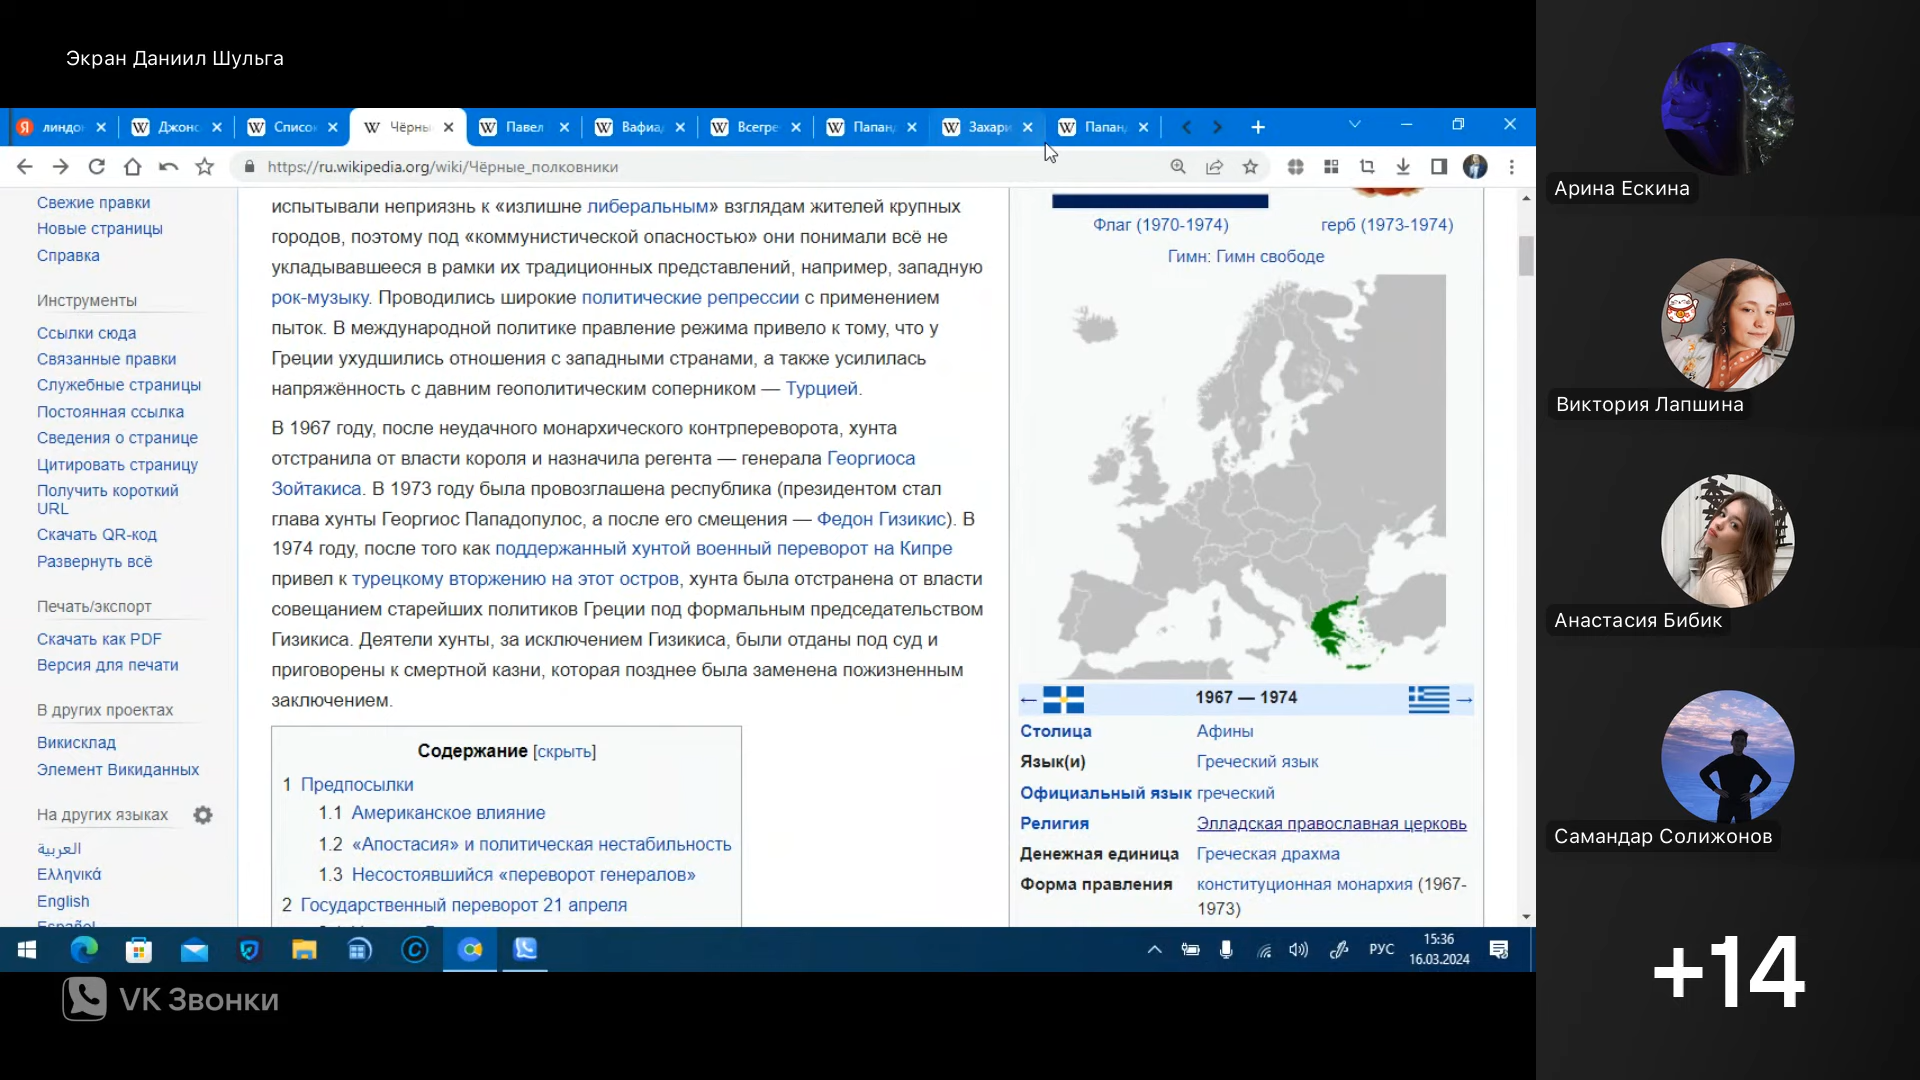 Экран Даниил Шульга
линдо
Джонс
Список
Чёрны
Павел
Вафиа
Всегре
Папан
Захари
Папан
https://ru.wikipedia.org/wiki/Чёрные_полковники
Свежие правки
Новые страницы
Справка
Инструменты
Ссылки сюда
Связанные правки
Служебные страницы
Постоянная ссылка
Сведения о странице
Цитировать страницу
Получить короткий
URL
Скачать QR-код
Развернуть всё
Печать/экспорт
Скачать как PDF
Версия для печати
В других проектах
Викисклад
Элемент Викиданных
На других языках
العربية
Ελληνικά
English
Español
испытывали неприязнь к «излишне либеральным» взглядам жителей крупных
городов, поэтому под «коммунистической опасностью» они понимали всё не
укладывавшееся в рамки их традиционных представлений, например, западную
рок-музыку. Проводились широкие политические репрессии с применением
пыток. В международной политике правление режима привело к тому, что у
Греции ухудшились отношения с западными странами, а также усилилась
напряжённость с давним геополитическим соперником — Турцией.
В 1967 году, после неудачного монархического контрпереворота, хунта
отстранила от власти короля и назначила регента — генерала Георгиоса
Зойтакиса. В 1973 году была провозглашена республика (президентом стал
глава хунты Георгиос Пападопулос, а после его смещения — Федон Гизикис). В
1974 году, после того как поддержанный хунтой военный переворот на Кипре
привел к турецкому вторжению на этот остров, хунта была отстранена от власти
совещанием старейших политиков Греции под формальным председательством
Гизикиса. Деятели хунты, за исключением Гизикиса, были отданы под суд и
приговорены к смертной казни, которая позднее была заменена пожизненным
заключением.
Содержание [скрыть]
1 Предпосылки
1.1 Американское влияние
1.2 «Апостасия» и политическая нестабильность
1.3 Несостоявшийся «переворот генералов»
2 Государственный переворот 21 апреля
Флаг (1970-1974)
герб (1973-1974)
Гимн: Гимн свободе
← 1967 — 1974 →
Столица Афины
Язык(и) Греческий язык
Официальный язык греческий
Религия Элладская православная церковь
Денежная единица Греческая драхма
Форма правления конституционная монархия (1967-
1973)
РУС
15:36
16.03.2024
VK Звонки
Арина Ескина
Виктория Лапшина
Анастасия Бибик
Самандар Солижонов
+14